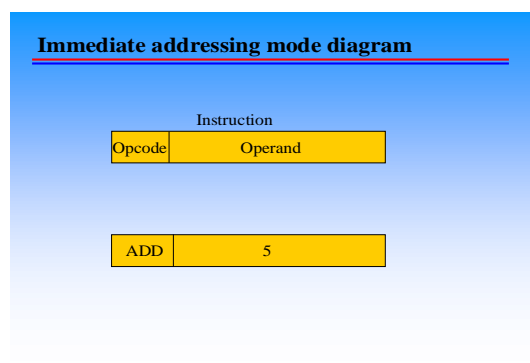 Immediate addressing mode diagram
Instruction
Opcode Operand
ADD 5